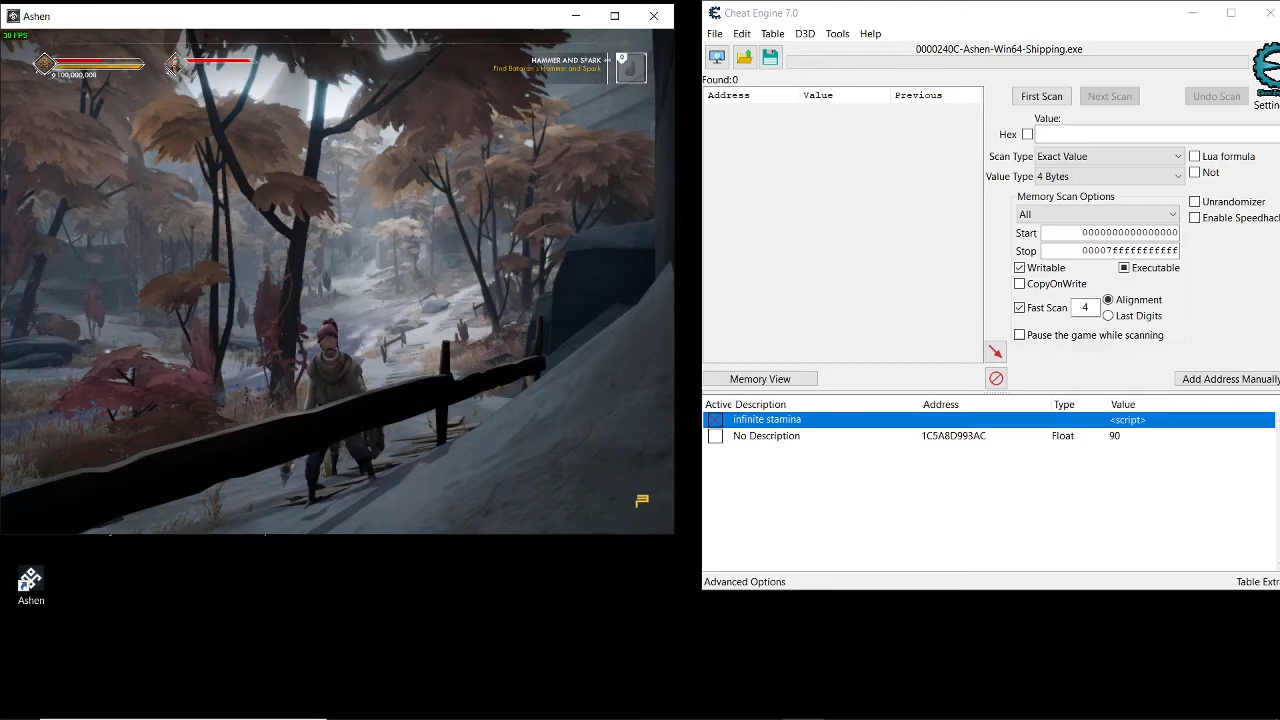 Ashen
30 FPS
100,000,008
HAMMER AND SPARK
Find Bataran's Hammer and Spark
0
Ashen
Cheat Engine 7.0
File Edit Table D3D Tools Help
0000240C-Ashen-Win64-Shipping.exe
Found:0
Address Value Previous
First Scan Next Scan Undo Scan
Settin
Value:
Hex
Scan Type Exact Value Lua formula
Value Type 4 Bytes Not
Memory Scan Options
All Unrandomizer
Enable Speedhac
Start 0000000000000000
Stop 00007fffffffffff
Writable Executable
CopyOnWrite
Fast Scan 4 Alignment
Last Digits
Pause the game while scanning
Memory View Add Address Manually
Active Description Address Type Value
infinite stamina <script>
No Description 1C5A8D993AC Float 90
Advanced Options Table Extra